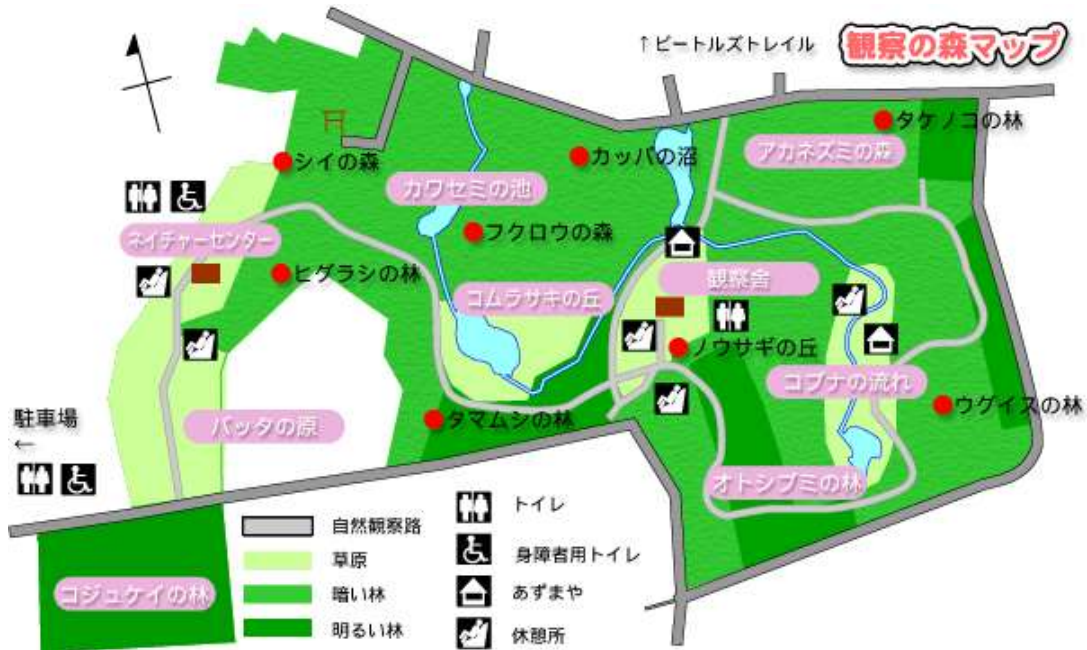 ↑ビートルズトレイル
観察の森マップ
タケノコの林
アカネズミの森
カッパの沼
シイの森
カワセミの池
フクロウの森
ネイチャーセンター
ヒグラシの林
観察舎
コムラサキの丘
ノウサギの丘
コブナの流れ
ウグイスの林
タマムシの林
バッタの原
駐車場
←
オトシブミの林
コジュケイの林
自然観察路
草原
暗い林
明るい林
トイレ
身障者用トイレ
あずまや
休憩所